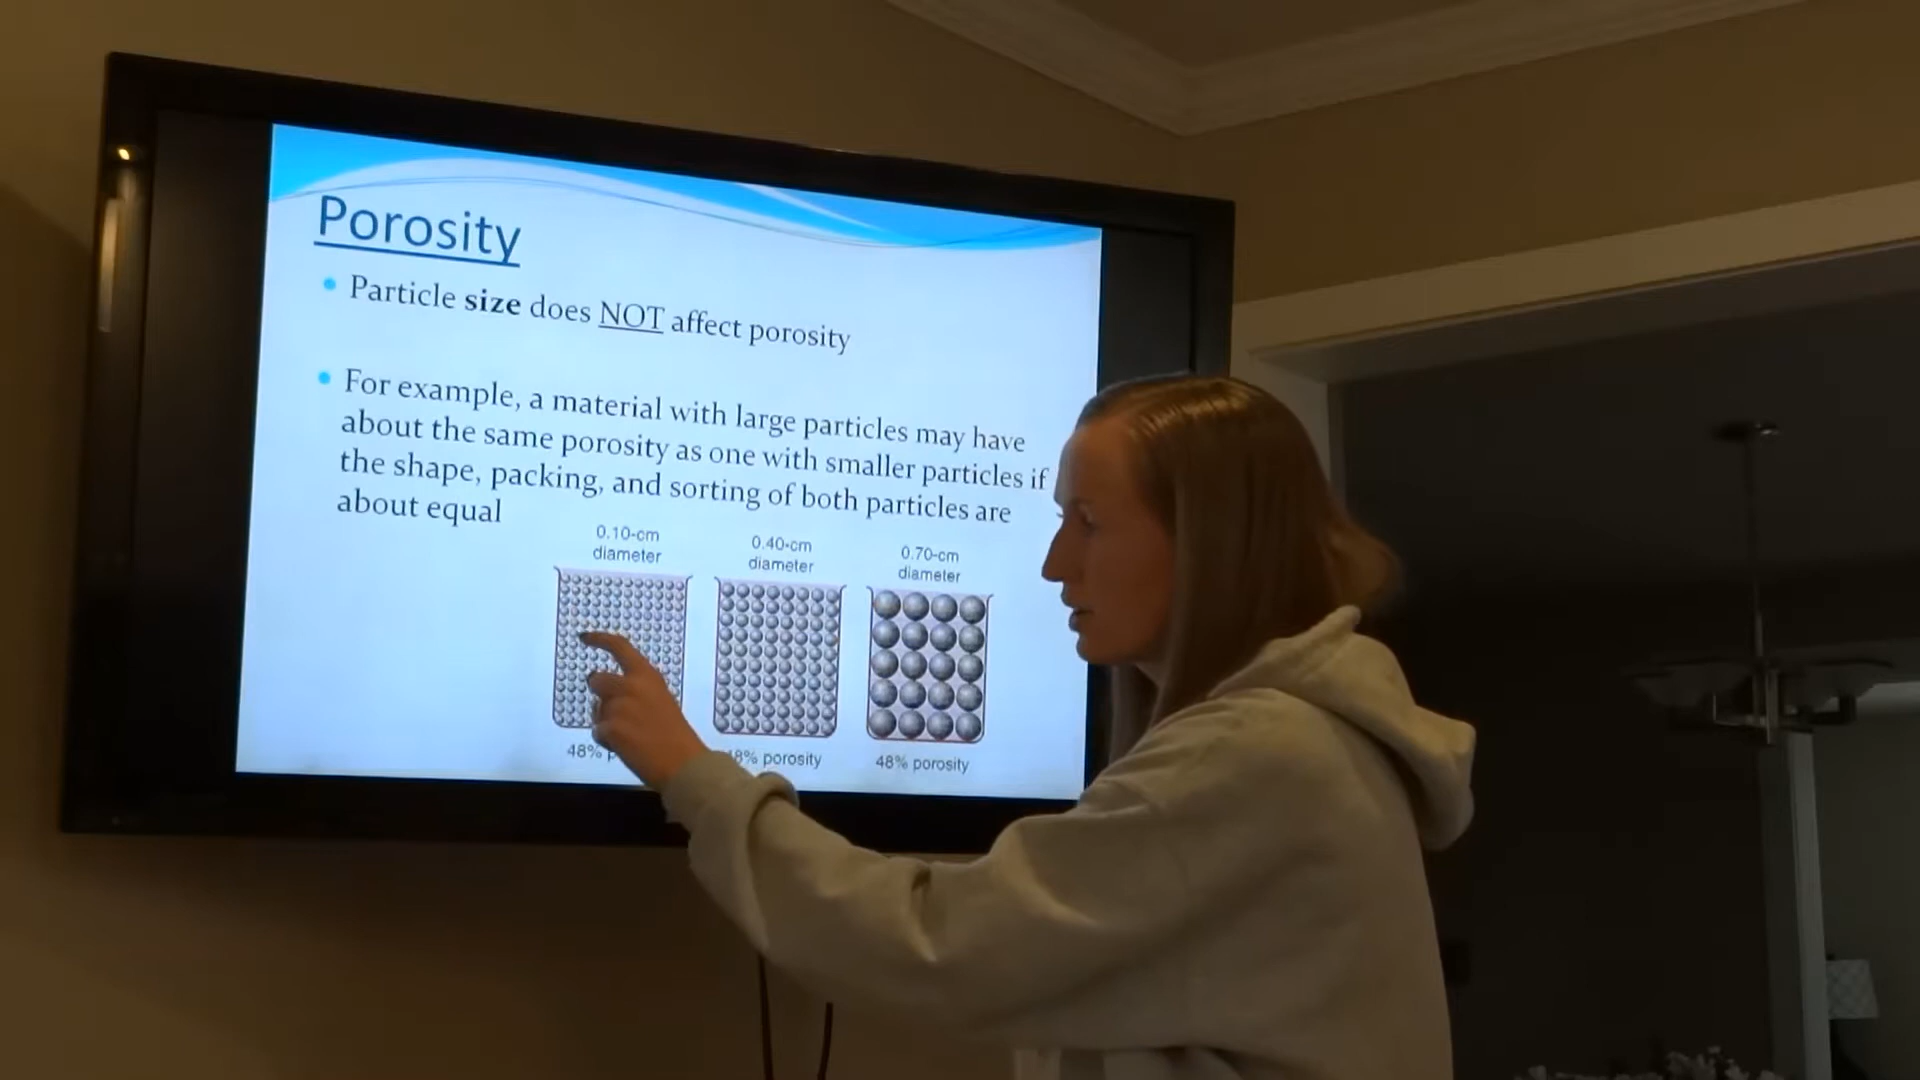 Porosity
Particle size does NOT affect porosity
For example, a material with large particles may have
about the same porosity as one with smaller particles if
the shape, packing, and sorting of both particles are
about equal
0.10-cm
diameter
0.40-cm
diameter
0.70-cm
diameter
48%
48% porosity
48% porosity